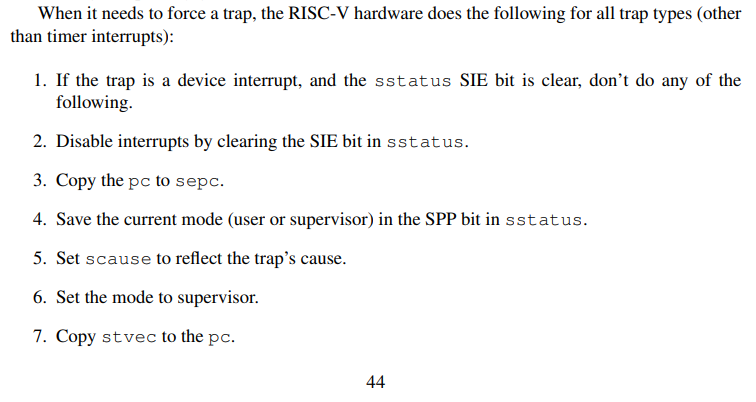 When it needs to force a trap, the RISC-V hardware does the following for all trap types (other
than timer interrupts):
1. If the trap is a device interrupt, and the sstatus SIE bit is clear, don’t do any of the
following.
2. Disable interrupts by clearing the SIE bit in sstatus.
3. Copy the pc to sepc.
4. Save the current mode (user or supervisor) in the SPP bit in sstatus.
5. Set scause to reflect the trap’s cause.
6. Set the mode to supervisor.
7. Copy stvec to the pc.
44